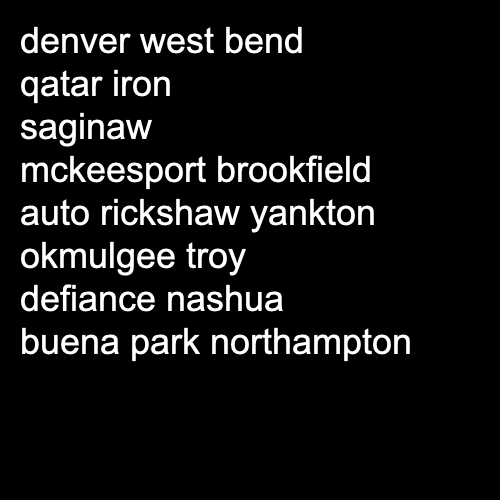 denver west bend
qatar iron
saginaw
mckeesport brookfield
auto rickshaw yankton
okmulgee troy
defiance nashua
buena park northampton